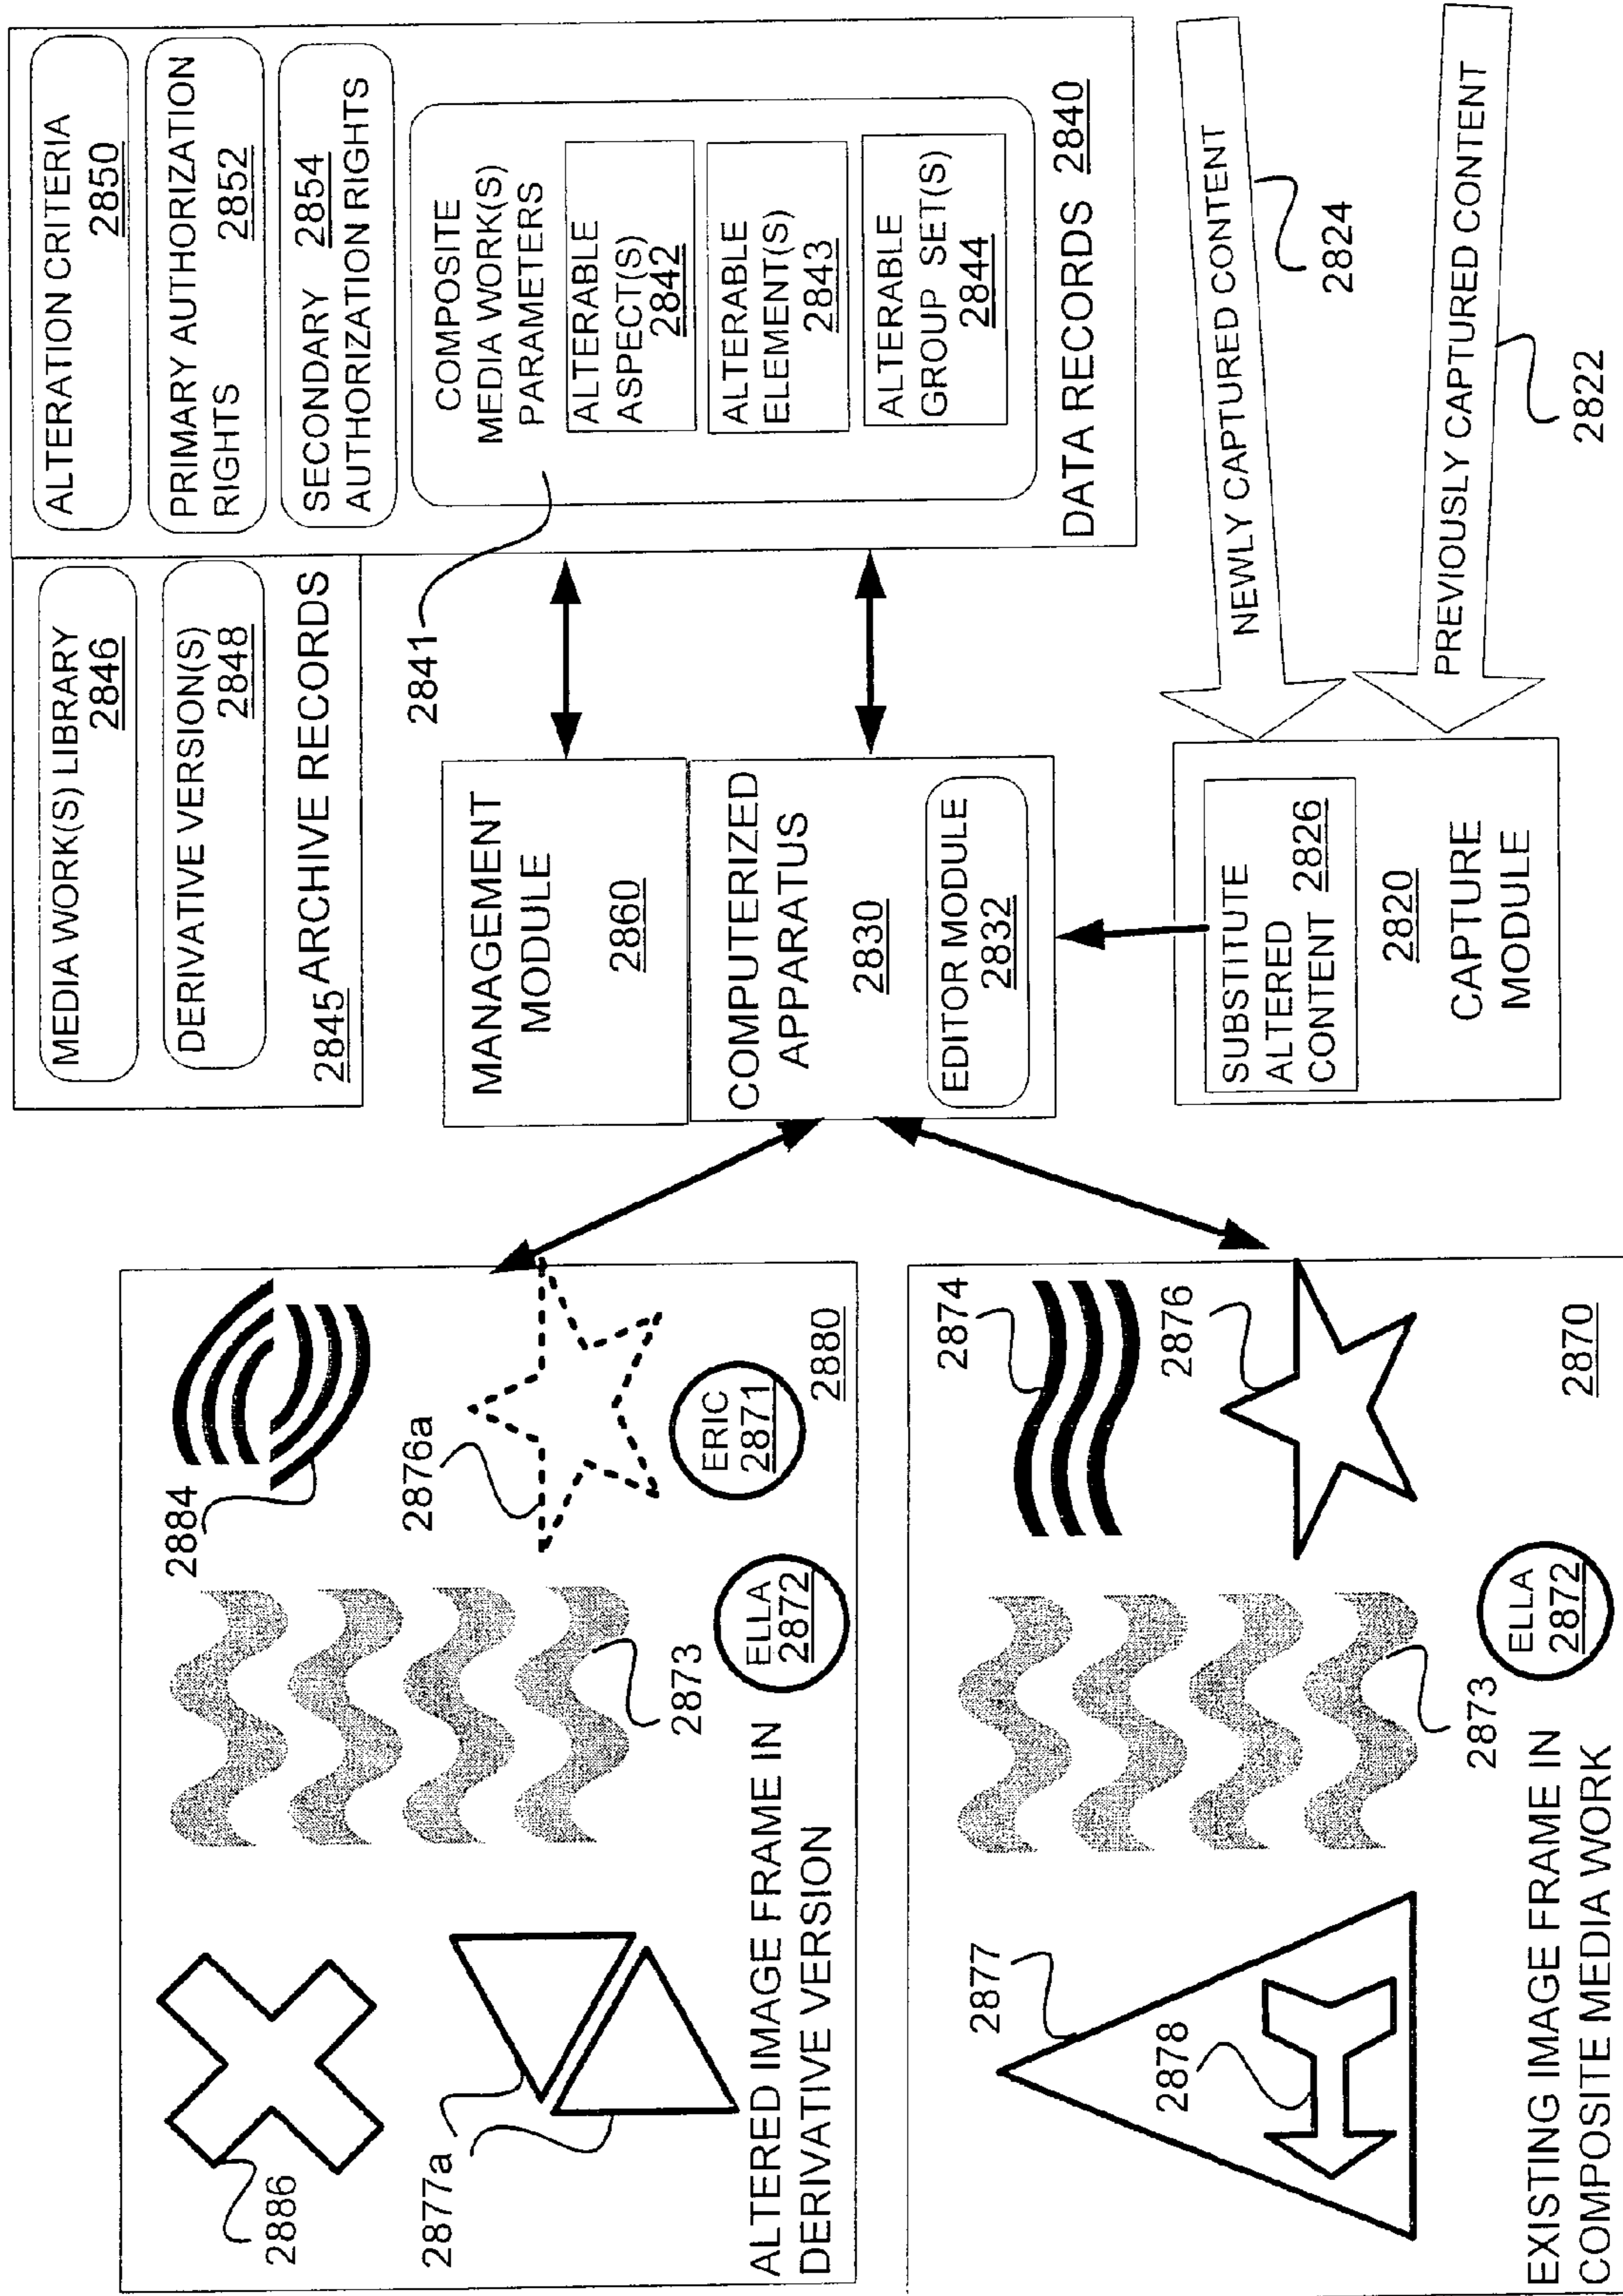 2886
2877a
ALTERED IMAGE FRAME IN
DERIVATIVE VERSION
2884
2873
ELLA
2872
2876a
ERIC
2871
2880
2877
2878
EXISTING IMAGE FRAME IN
COMPOSITE MEDIA WORK
2873
ELLA
2872
2874
2876
2870
MEDIA WORK(S) LIBRARY
2846
DERIVATIVE VERSION(S)
2848
2845 ARCHIVE RECORDS
2841
MANAGEMENT
MODULE
2860
COMPUTERIZED
APPARATUS
2830
EDITOR MODULE
2832
SUBSTITUTE
ALTERED
CONTENT 2826
2820
CAPTURE
MODULE
ALTERATION CRITERIA
2850
PRIMARY AUTHORIZATION
RIGHTS 2852
SECONDARY 2854
AUTHORIZATION RIGHTS
COMPOSITE
MEDIA WORK(S)
PARAMETERS
ALTERABLE
ASPECT(S)
2842
ALTERABLE
ELEMENT(S)
2843
ALTERABLE
GROUP SET(S)
2844
DATA RECORDS 2840
NEWLY CAPTURED CONTENT
2824
PREVIOUSLY CAPTURED CONTENT
2822